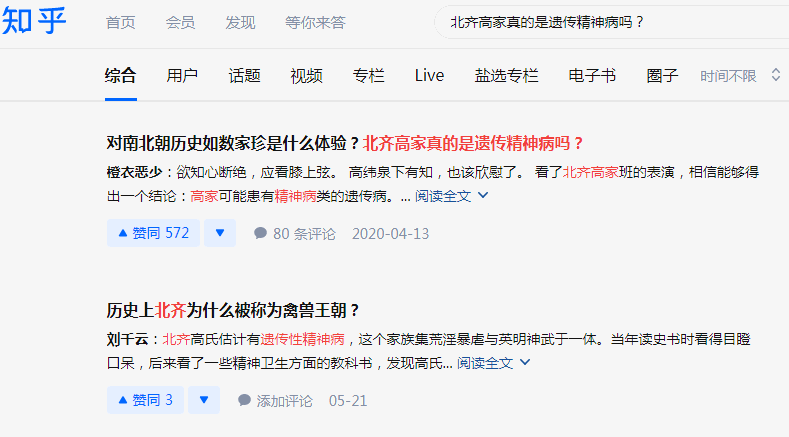 知乎 首页 会员 发现 等你来答 北齐高家真的是遗传精神病吗？
综合 用户 话题 视频 专栏 Live 盐选专栏 电子书 圈子 时间不限
对南北朝历史如数家珍是什么体验？北齐高家真的是遗传精神病吗？
橙衣恶少：欲知心断绝，应看膝上弦。 高纬泉下有知，也该欣慰了。 看了北齐高家班的表演，相信能够得
出一个结论：高家可能患有精神病类的遗传病。... 阅读全文
赞同 572 80 条评论 2020-04-13
历史上北齐为什么被称为禽兽王朝？
刘千云：北齐高氏估计有遗传性精神病，这个家族集荒淫暴虐与英明神武于一体。当年读史书时看得目瞪
口呆，后来看了一些精神卫生方面的教科书，发现高氏... 阅读全文
赞同 3 添加评论 05-21